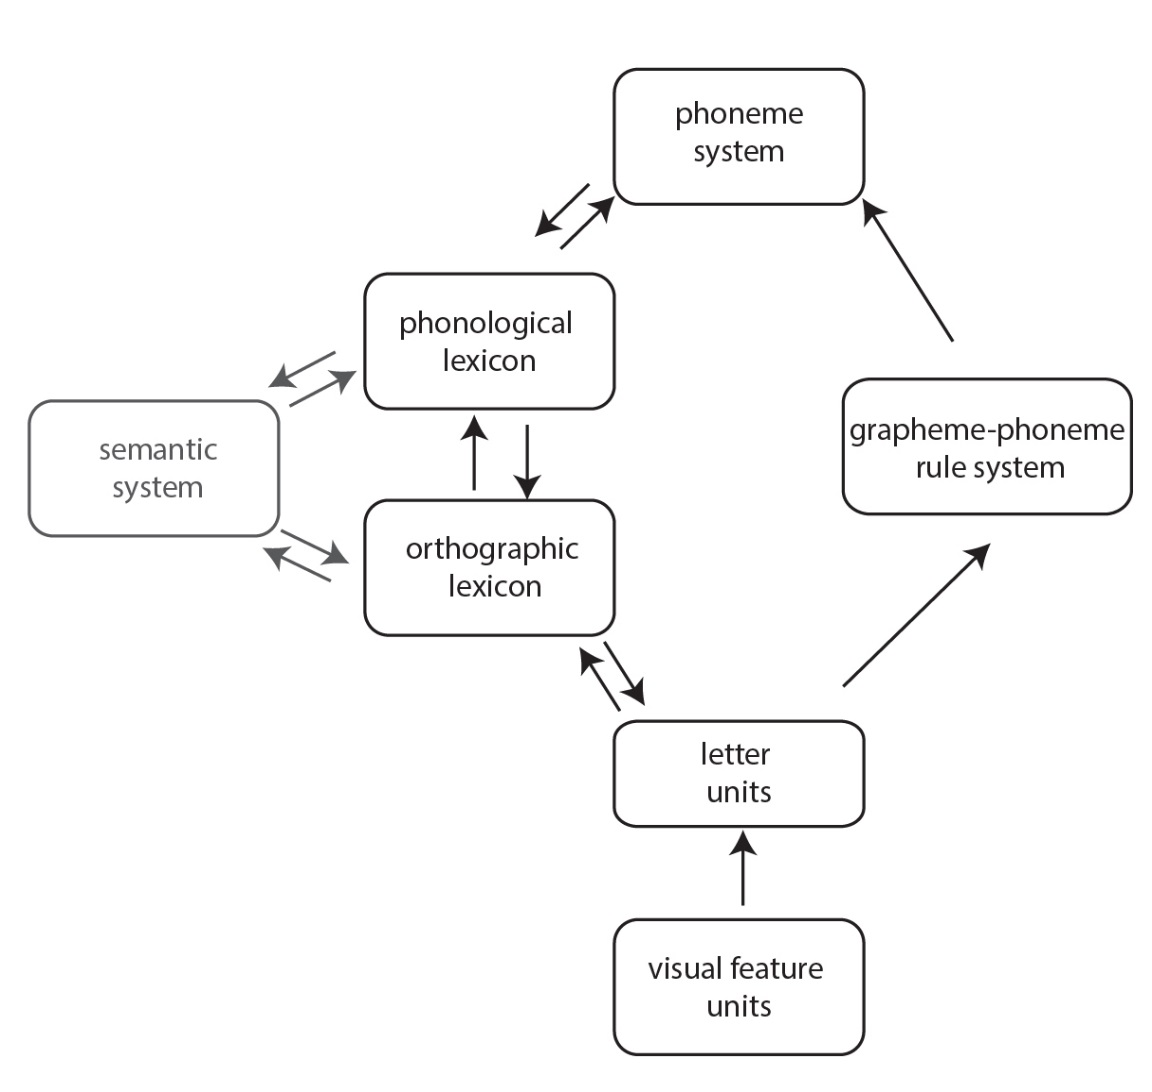 phoneme
system
phonological
lexicon
semantic
system
grapheme-phoneme
rule system
orthographic
lexicon
letter
units
visual feature
units